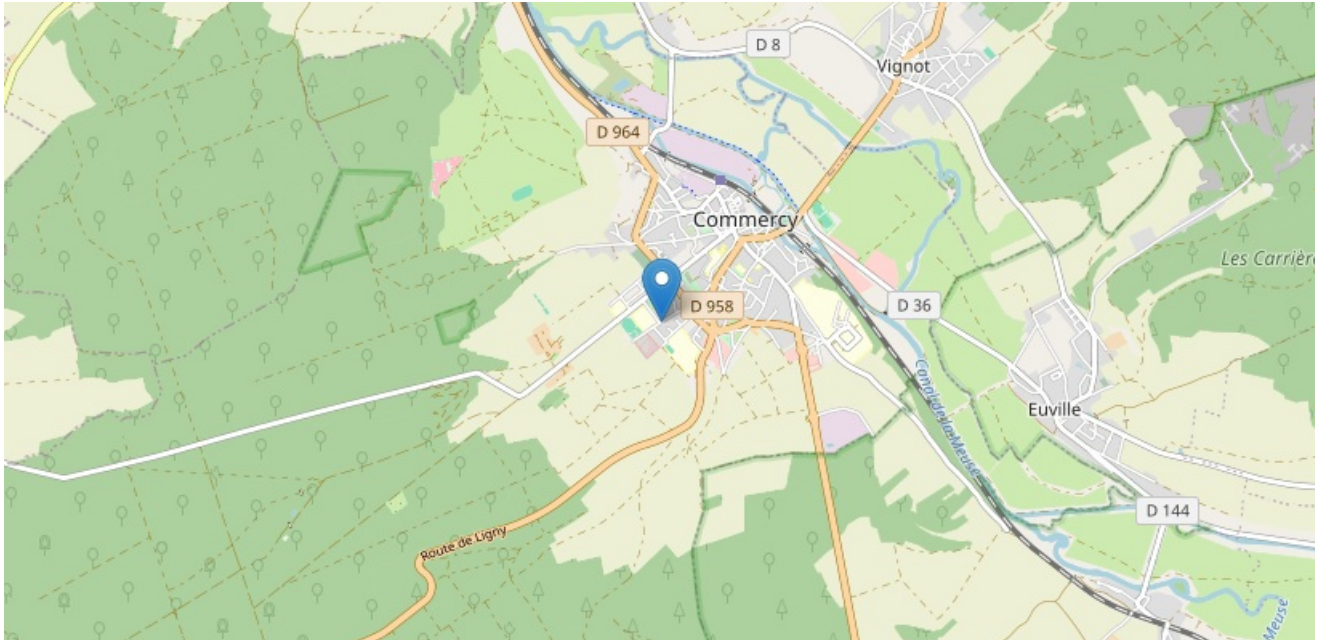 D 8
Vignot
D 964
Commercy
Les Carrièr
D 958
D 36
Canal de la Meuse
Euville
D 144
Route de Ligny
Meuse